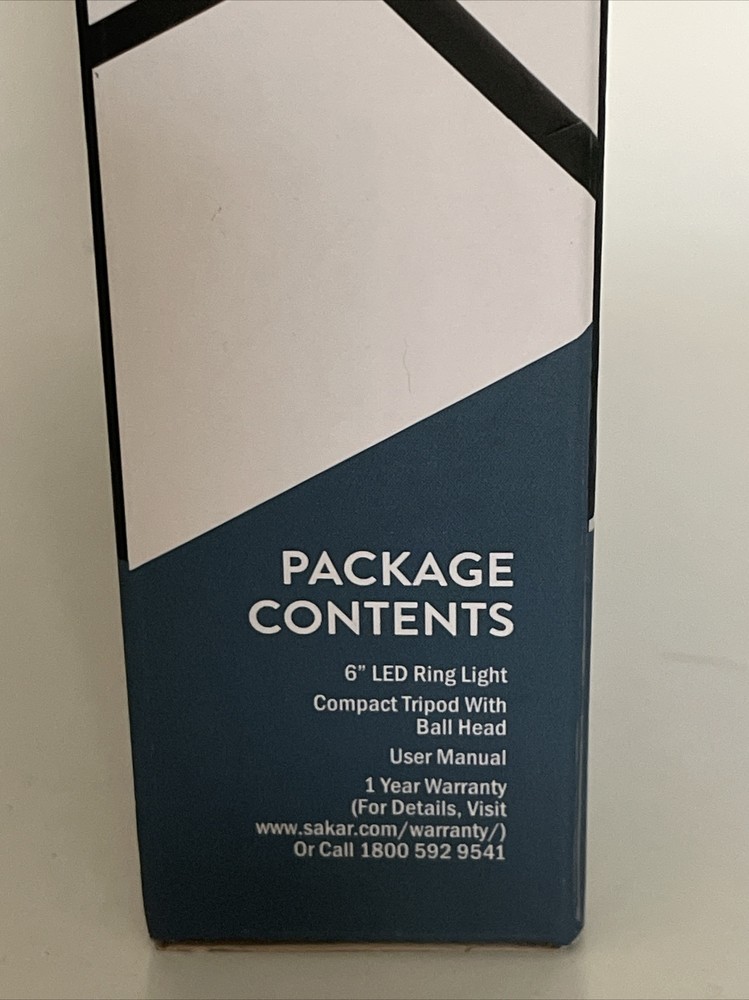 PACKAGE
CONTENTS
6” LED Ring Light
Compact Tripod With
Ball Head
User Manual
1 Year Warranty
(For Details, Visit
www.sakar.com/warranty/)
Or Call 1800 592 9541